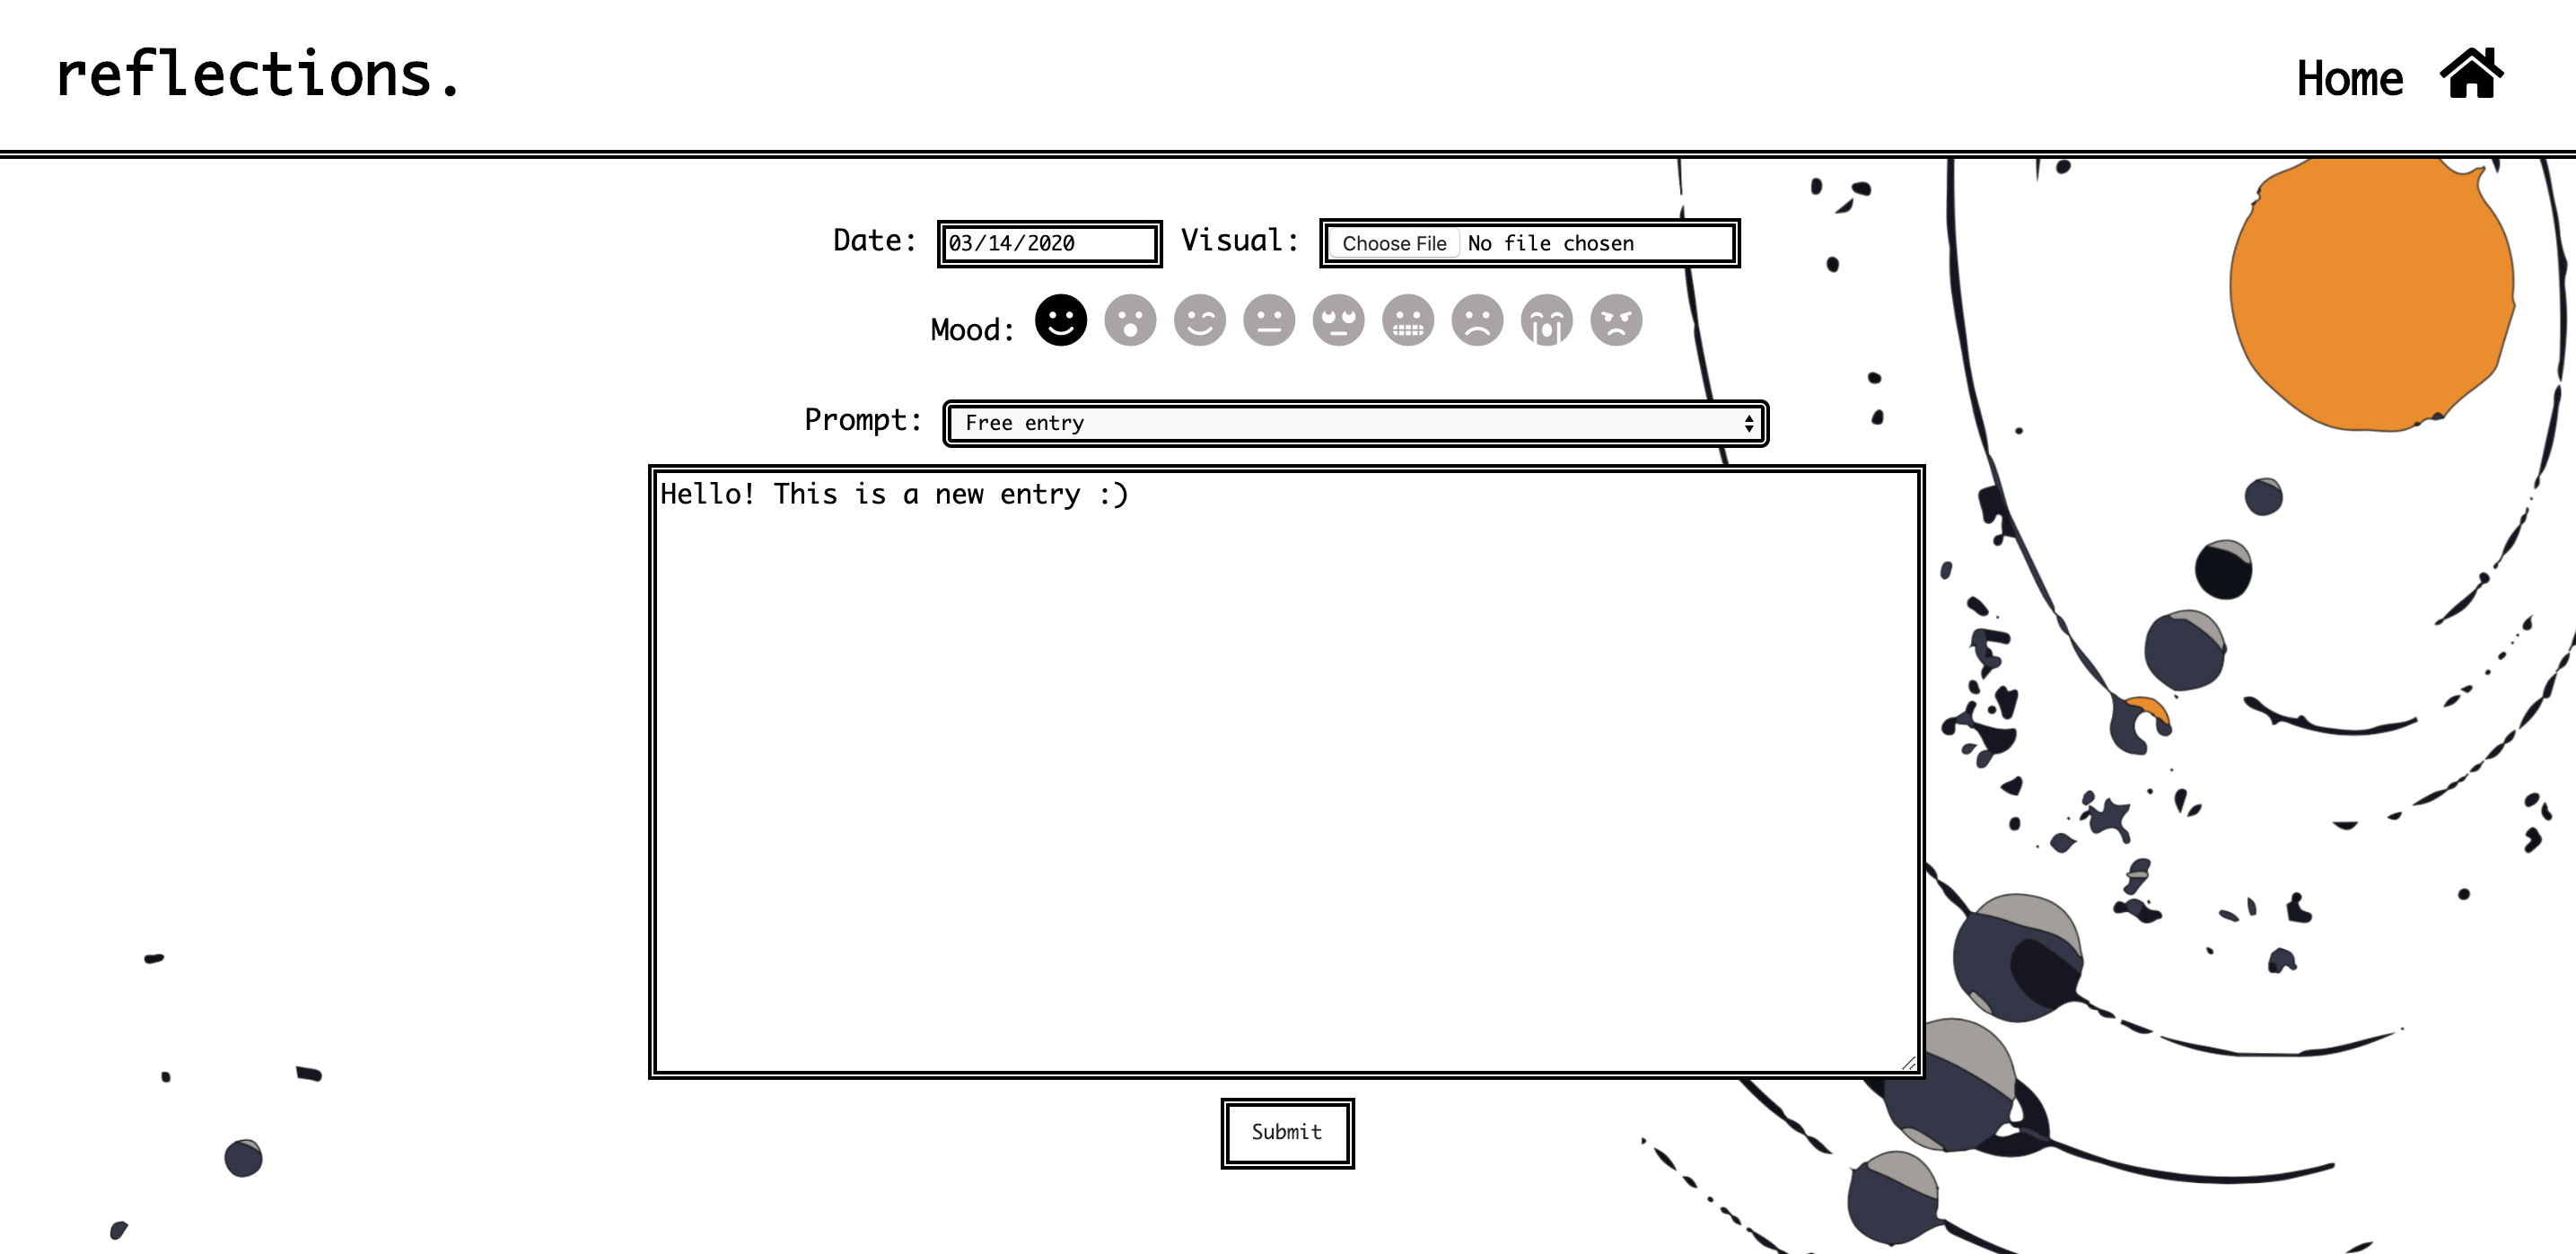 reflections.
Home
Date: 03/14/2020 Visual: Choose File No file chosen
Mood:
Prompt: Free entry
Hello! This is a new entry :)
Submit